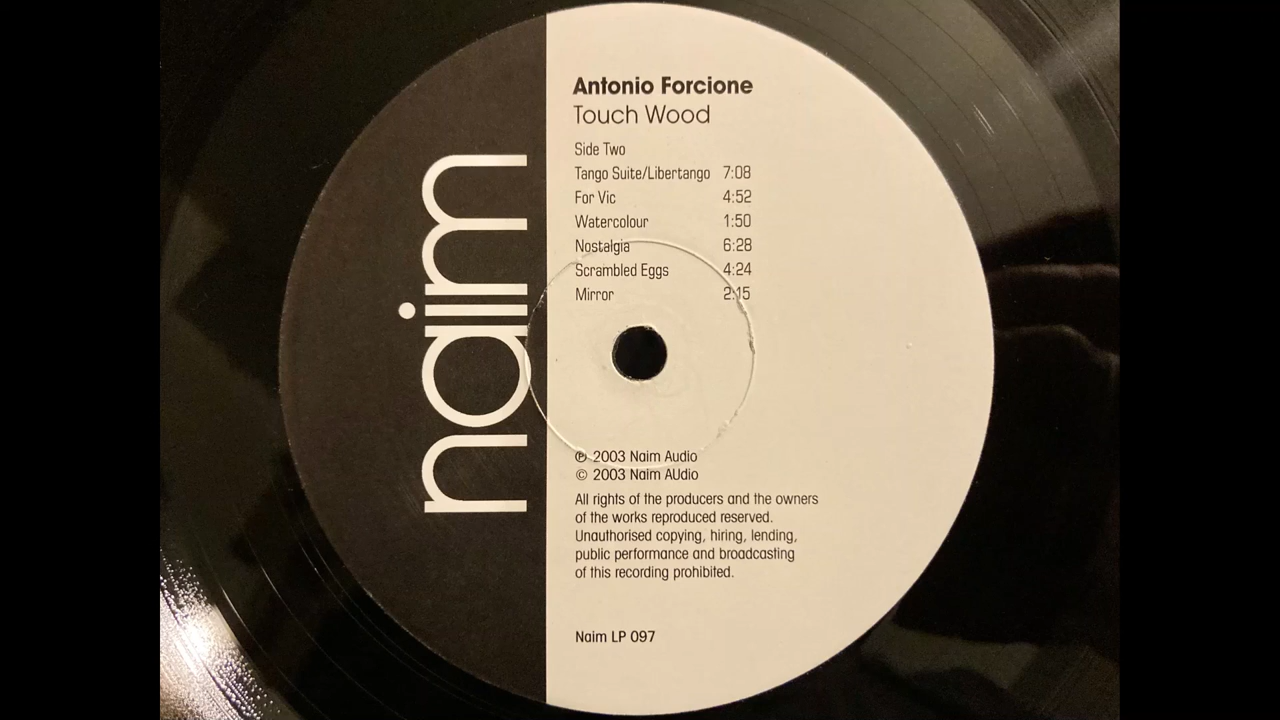 naim
Antonio Forcione
Touch Wood
Side Two
Tango Suite/Libertango 7:08
For Vic 4:52
Watercolour 1:50
Nostalgia 6:28
Scrambled Eggs 4:24
Mirror 2:15
℗ 2003 Naim Audio
© 2003 Naim AUdio
All rights of the producers and the owners
of the works reproduced reserved.
Unauthorised copying, hiring, lending,
public performance and broadcasting
of this recording prohibited.
Naim LP 097